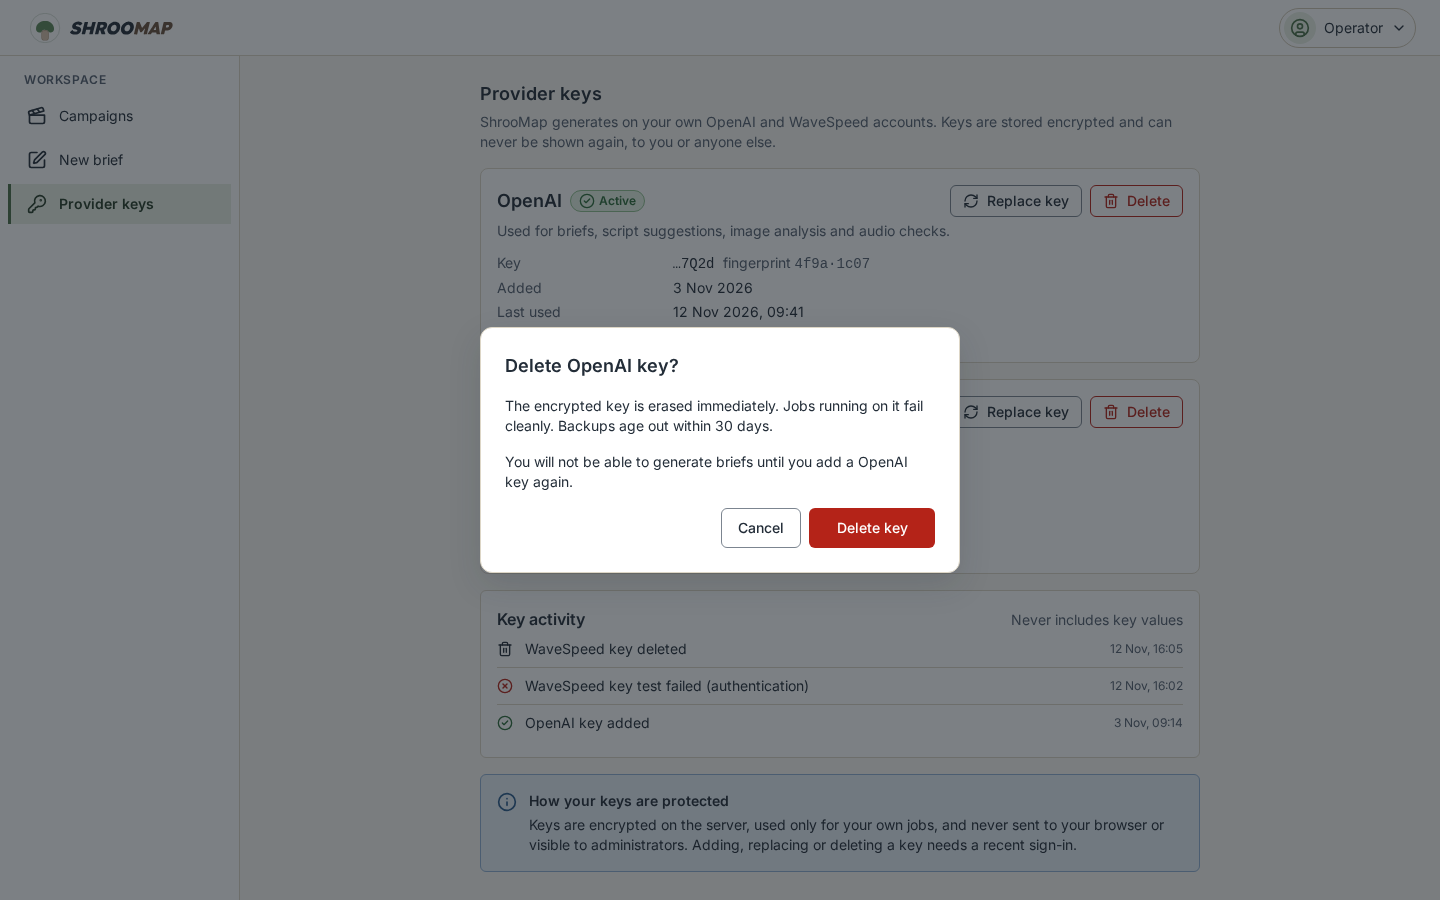 SHROOMAP
Operator
WORKSPACE
Campaigns
New brief
Provider keys
Provider keys
ShrooMap generates on your own OpenAI and WaveSpeed accounts. Keys are stored encrypted and can
never be shown again, to you or anyone else.
OpenAI Active Replace key Delete
Used for briefs, script suggestions, image analysis and audio checks.
Key …7Q2d fingerprint 4f9a·1c07
Added 3 Nov 2026
Last used 12 Nov 2026, 09:41
Delete OpenAI key?
The encrypted key is erased immediately. Jobs running on it fail
cleanly. Backups age out within 30 days.
You will not be able to generate briefs until you add a OpenAI
key again.
Cancel Delete key
Replace key Delete
Key activity Never includes key values
WaveSpeed key deleted 12 Nov, 16:05
WaveSpeed key test failed (authentication) 12 Nov, 16:02
OpenAI key added 3 Nov, 09:14
How your keys are protected
Keys are encrypted on the server, used only for your own jobs, and never sent to your browser or
visible to administrators. Adding, replacing or deleting a key needs a recent sign-in.